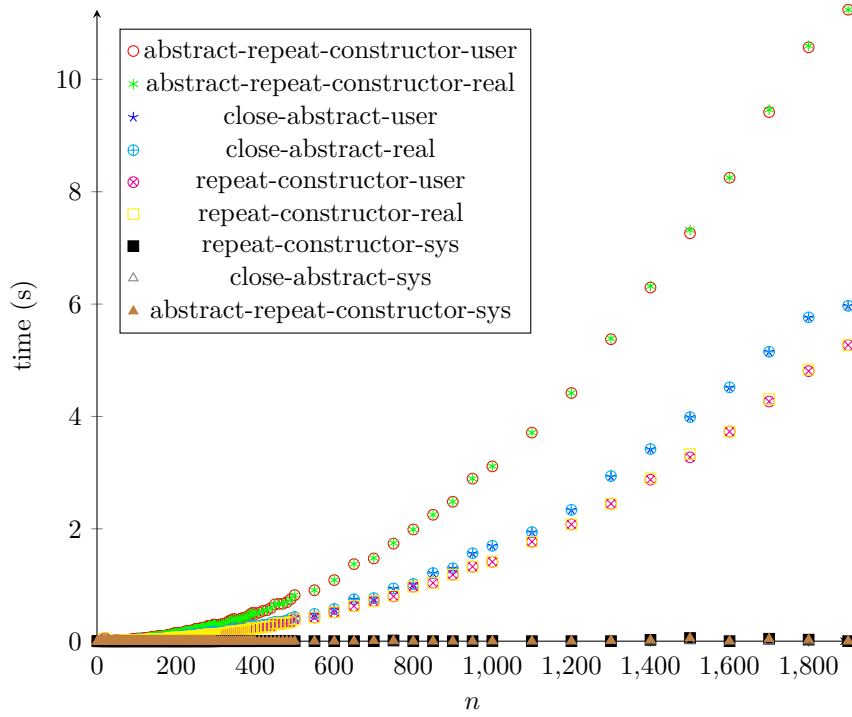 abstract-repeat-constructor-user
abstract-repeat-constructor-real
close-abstract-user
close-abstract-real
repeat-constructor-user
repeat-constructor-real
repeat-constructor-sys
close-abstract-sys
abstract-repeat-constructor-sys
10
8
6
4
2
0
time (s)
0 200 400 600 800 1,000 1,200 1,400 1,600 1,800
n